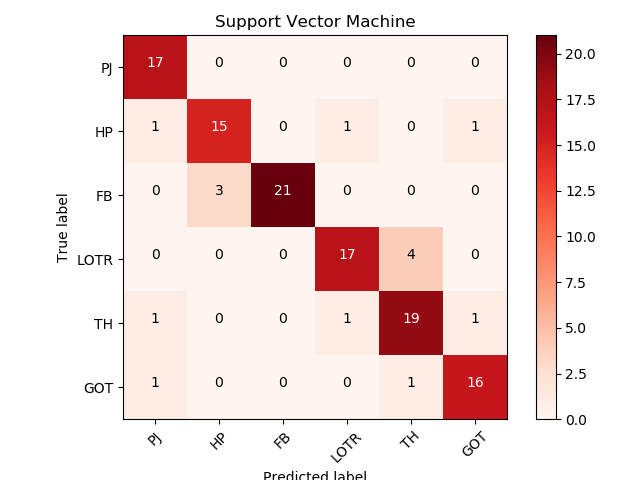 Support Vector Machine
True label
PJ 17 0 0 0 0 0
HP 1 15 0 1 0 1
FB 0 3 21 0 0 0
LOTR 0 0 0 17 4 0
TH 1 0 0 1 19 1
GOT 1 0 0 0 1 16
PJ HP FB LOTR TH GOT
Predicted label
20.0
17.5
15.0
12.5
10.0
7.5
5.0
2.5
0.0